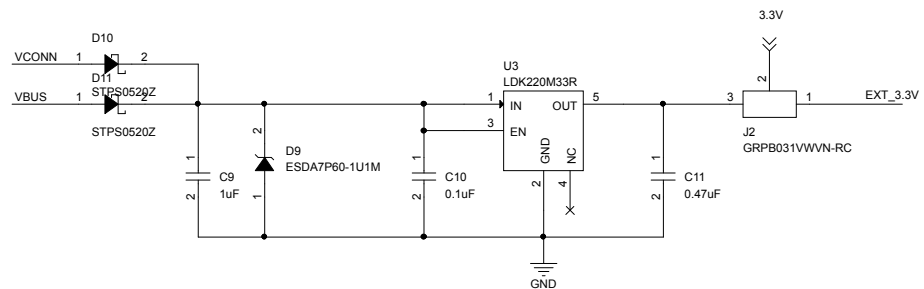 3.3V
D10
VCONN 1 2
D11
STPS0520Z
VBUS 1 2
STPS0520Z
U3
LDK220M33R
1 IN OUT 5
3 EN
GND
NC
2 4
2
D9
ESDA7P60-1U1M
1
1
C9
1uF
2
1
C10
0.1uF
2
1
C11
0.47uF
2
2
3 1 EXT_3.3V
J2
GRPB031VWVN-RC
GND